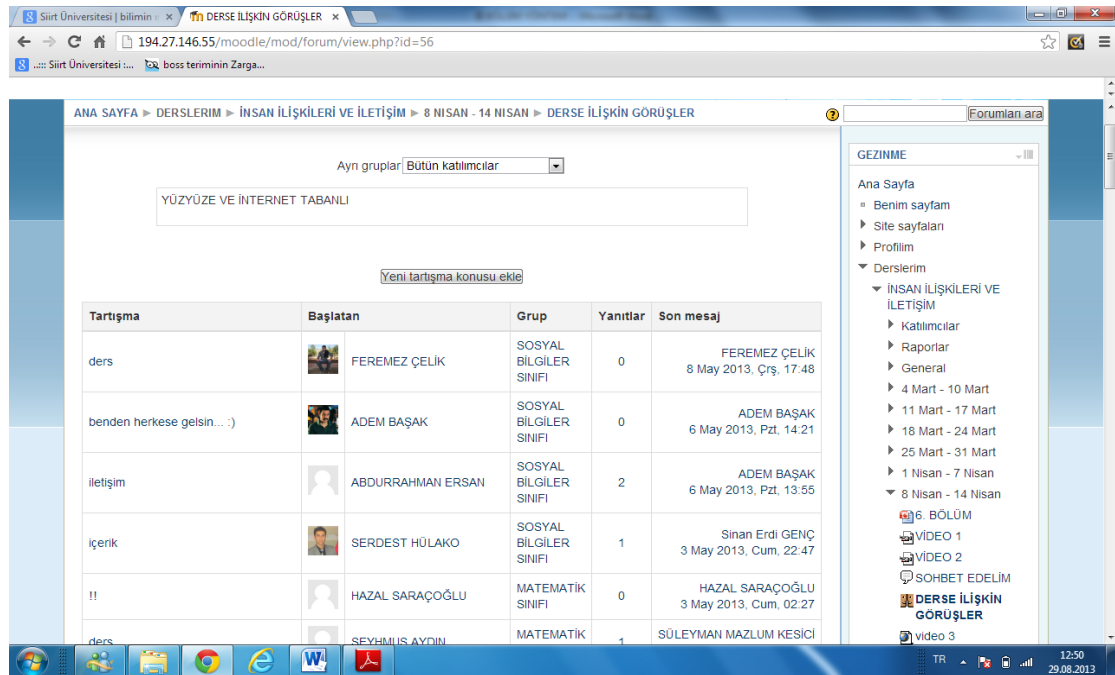 Siirt Üniversitesi | bilimin
DERSE İLİŞKİN GÖRÜŞLER
194.27.146.55/moodle/mod/forum/view.php?id=56
..::: Siirt Üniversitesi :...
boss teriminin Zarga...
ANA SAYFA ► DERSLERIM ► İNSAN İLİŞKİLERİ VE İLETİŞİM ► 8 NISAN - 14 NISAN ► DERSE İLİŞKİN GÖRÜŞLER
Forumları ara
Ayrı gruplar Bütün katılımcılar
YÜZYÜZE VE İNTERNET TABANLI
Yeni tartışma konusu ekle
Tartışma Başlatan Grup Yanıtlar Son mesaj
ders FEREMEZ ÇELİK SOSYAL BİLGİLER SINIFI 0 FEREMEZ ÇELİK 8 May 2013, Çrş, 17:48
benden herkese gelsin... :) ADEM BAŞAK SOSYAL BİLGİLER SINIFI 0 ADEM BAŞAK 6 May 2013, Pzt, 14:21
iletişim ABDURRAHMAN ERSAN SOSYAL BİLGİLER SINIFI 2 ADEM BAŞAK 6 May 2013, Pzt, 13:55
içerik SERDEST HÜLAKO SOSYAL BİLGİLER SINIFI 1 Sinan Erdi GENÇ 3 May 2013, Cum, 22:47
!! HAZAL SARAÇOĞLU MATEMATİK SINIFI 0 HAZAL SARAÇOĞLU 3 May 2013, Cum, 02:27
ders ŞEYHMUS AYDIN MATEMATİK 1 SÜLEYMAN MAZLUM KESİCİ
GEZINME
Ana Sayfa
Benim sayfam
Site sayfaları
Profilim
Derslerim
İNSAN İLİŞKİLERİ VE
İLETİŞİM
Katılımcılar
Raporlar
General
4 Mart - 10 Mart
11 Mart - 17 Mart
18 Mart - 24 Mart
25 Mart - 31 Mart
1 Nisan - 7 Nisan
8 Nisan - 14 Nisan
6. BÖLÜM
VİDEO 1
VİDEO 2
SOHBET EDELİM
DERSE İLİŞKİN
GÖRÜŞLER
video 3
TR
12:50
29.08.2013